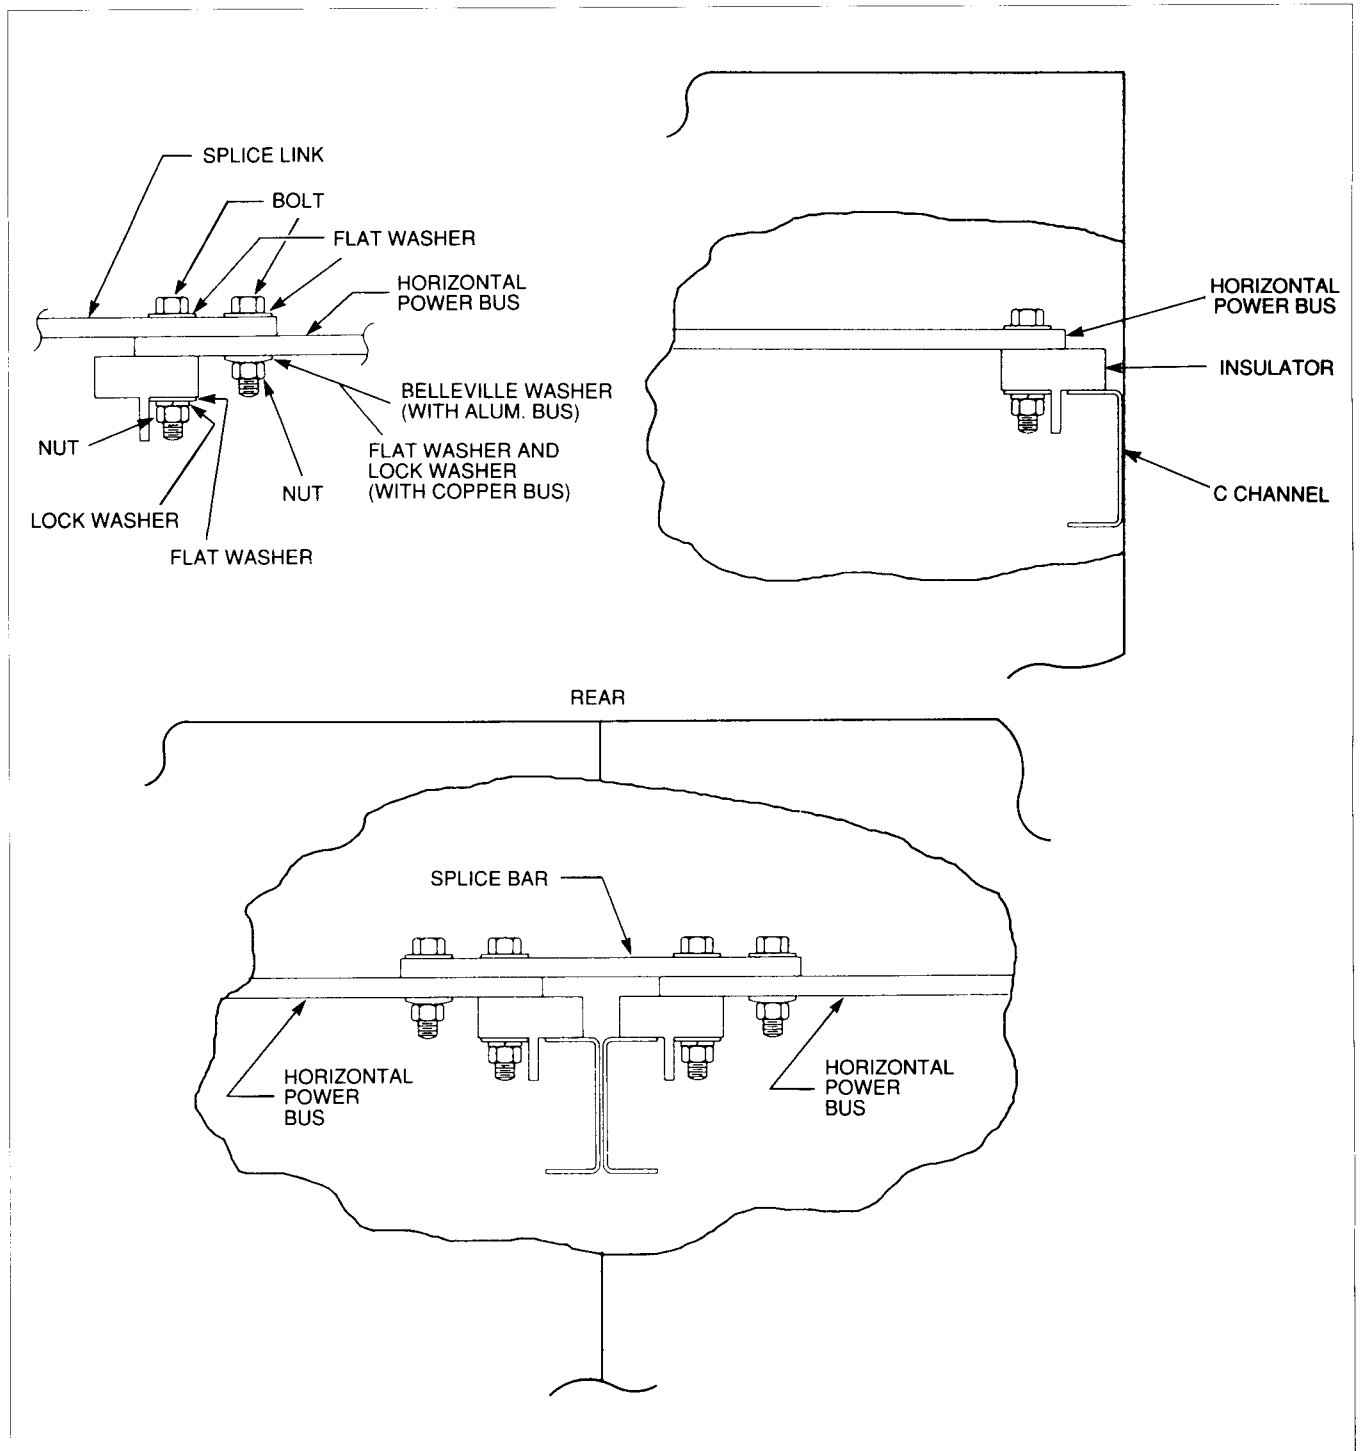 SPLICE LINK
BOLT
FLAT WASHER
HORIZONTAL
POWER BUS
BELLEVILLE WASHER
(WITH ALUM. BUS)
FLAT WASHER AND
LOCK WASHER
(WITH COPPER BUS)
NUT
NUT
LOCK WASHER
FLAT WASHER
HORIZONTAL
POWER BUS
INSULATOR
C CHANNEL
REAR
SPLICE BAR
HORIZONTAL
POWER
BUS
HORIZONTAL
POWER
BUS